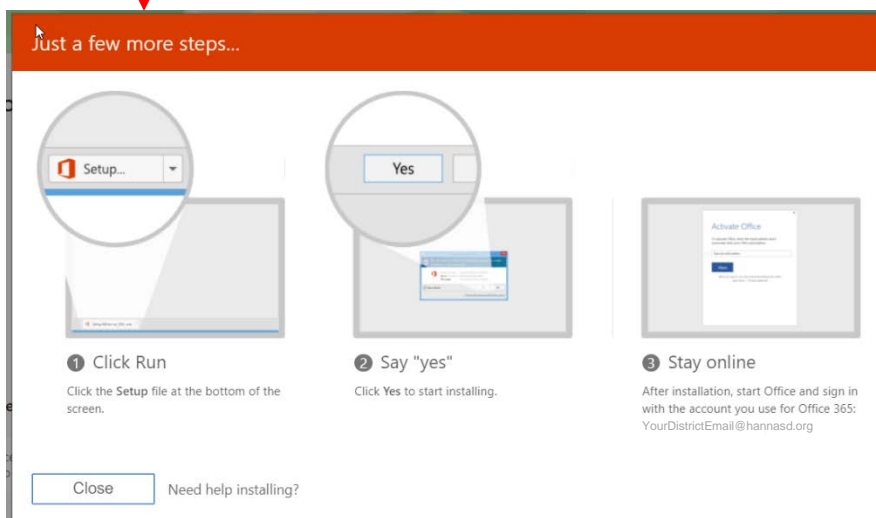 Just a few more steps...
Setup...
Yes
Activate Office
1 Click Run
Click the Setup file at the bottom of the
screen.
2 Say "yes"
Click Yes to start installing.
3 Stay online
After installation, start Office and sign in
with the account you use for Office 365:
YourDistrictEmail@hannasd.org
Close
Need help installing?